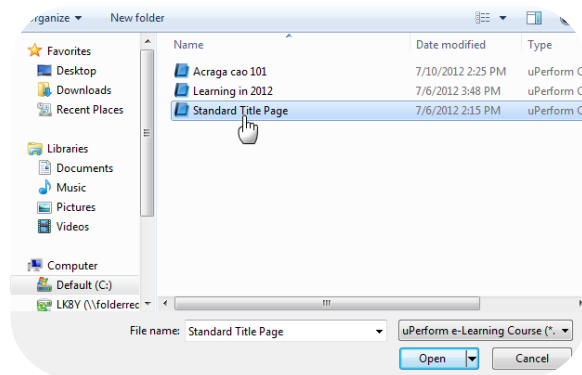 rganize New folder
Name Date modified Type
Favorites
Desktop
Downloads
Recent Places
Libraries
Documents
Music
Pictures
Videos
Computer
Default (C:)
LK8Y (\\folderrec
Acraga cao 101 7/10/2012 2:25 PM uPerform C
Learning in 2012 7/6/2012 3:48 PM uPerform C
Standard Title Page 7/6/2012 2:15 PM uPerform C
File name: Standard Title Page uPerform e-Learning Course (*.
Open Cancel